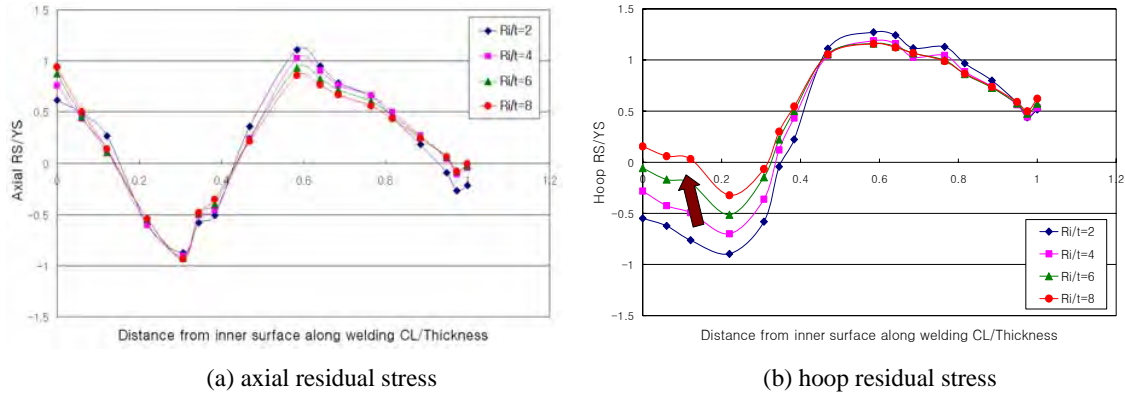 Axial RS/YS
1.5
1
0.5
0
-0.5
-1
-1.5
0
0.2
0.4
0.6
0.8
1
1.2
Ri/t=2
Ri/t=4
Ri/t=6
Ri/t=8
Distance from inner surface along welding CL/Thickness
(a) axial residual stress
Hoop RS/YS
1.5
1
0.5
0
-0.5
-1
-1.5
0
0.2
0.4
0.6
0.8
1
1.2
Ri/t=2
Ri/t=4
Ri/t=6
Ri/t=8
Distance from inner surface along welding CL/Thickness
(b) hoop residual stress